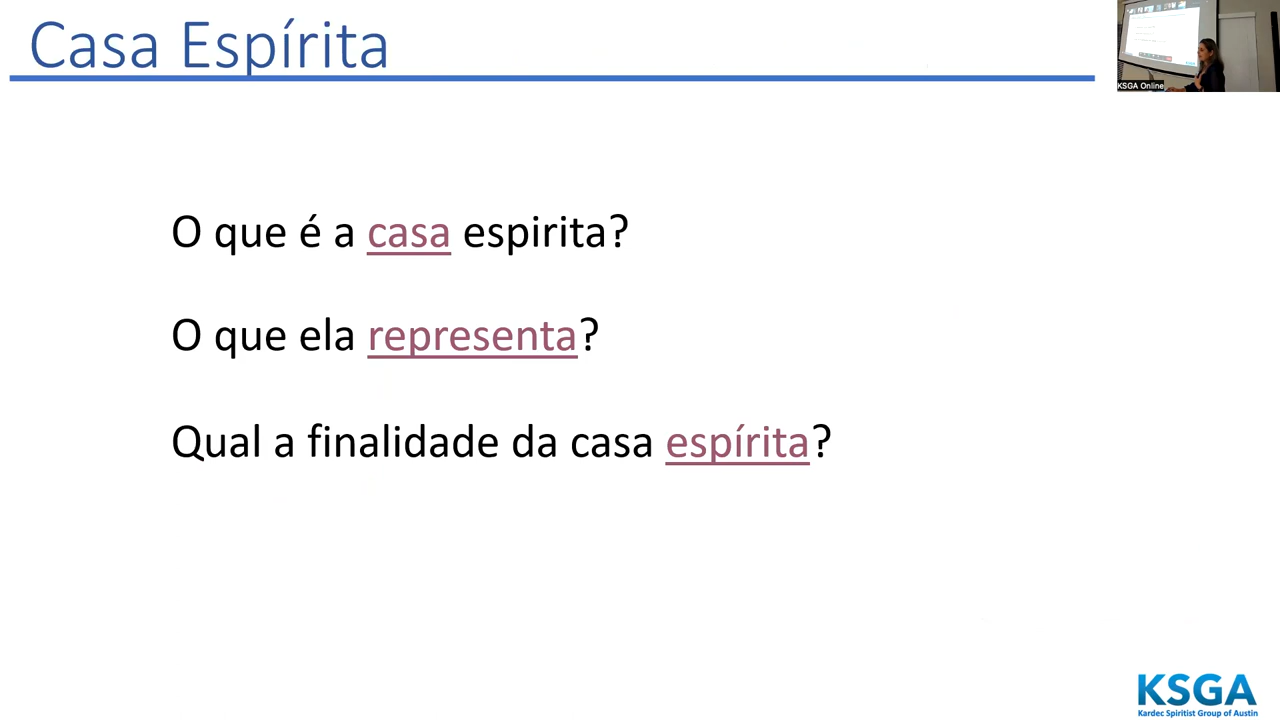 Casa Espírita
KSGA Online
O que é a casa espirita?
O que ela representa?
Qual a finalidade da casa espírita?
KSGA
Kardec Spiritist Group of Austin